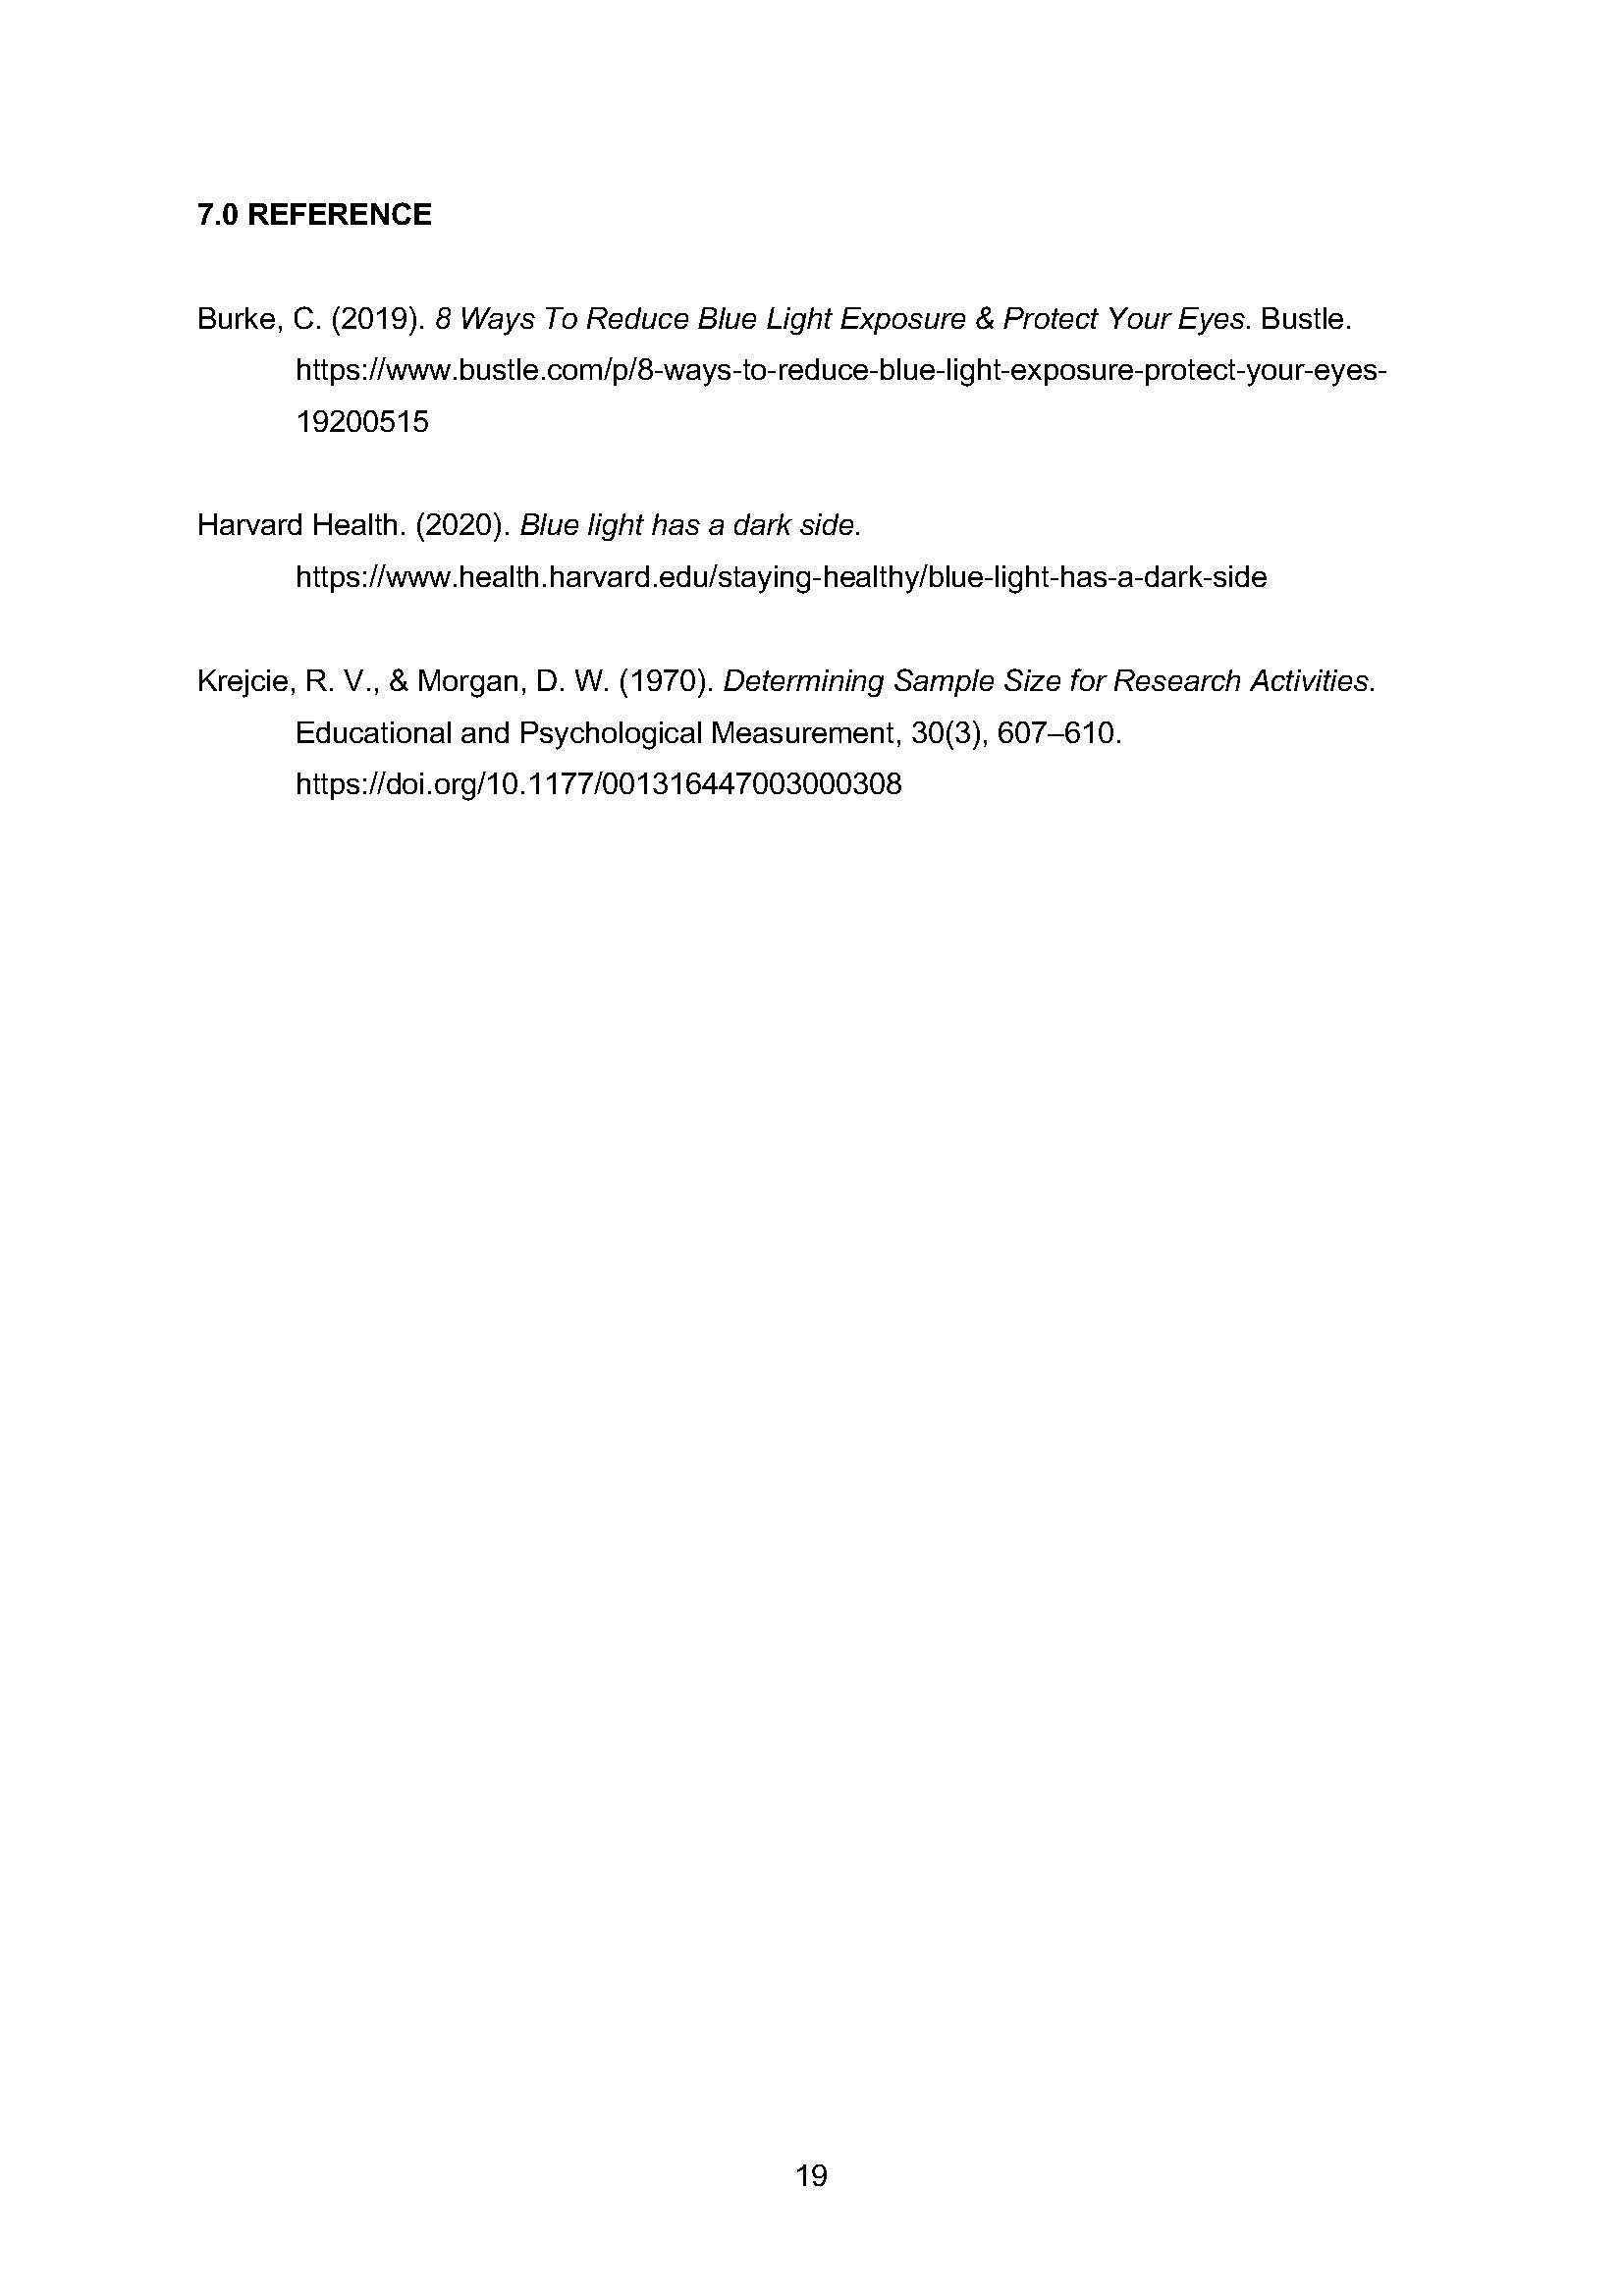 7.0 REFERENCE
Burke, C. (2019). 8 Ways To Reduce Blue Light Exposure & Protect Your Eyes. Bustle.
https://www.bustle.com/p/8-ways-to-reduce-blue-light-exposure-protect-your-eyes-
19200515
Harvard Health. (2020). Blue light has a dark side.
https://www.health.harvard.edu/staying-healthy/blue-light-has-a-dark-side
Krejcie, R. V., & Morgan, D. W. (1970). Determining Sample Size for Research Activities.
Educational and Psychological Measurement, 30(3), 607–610.
https://doi.org/10.1177/001316447003000308
19